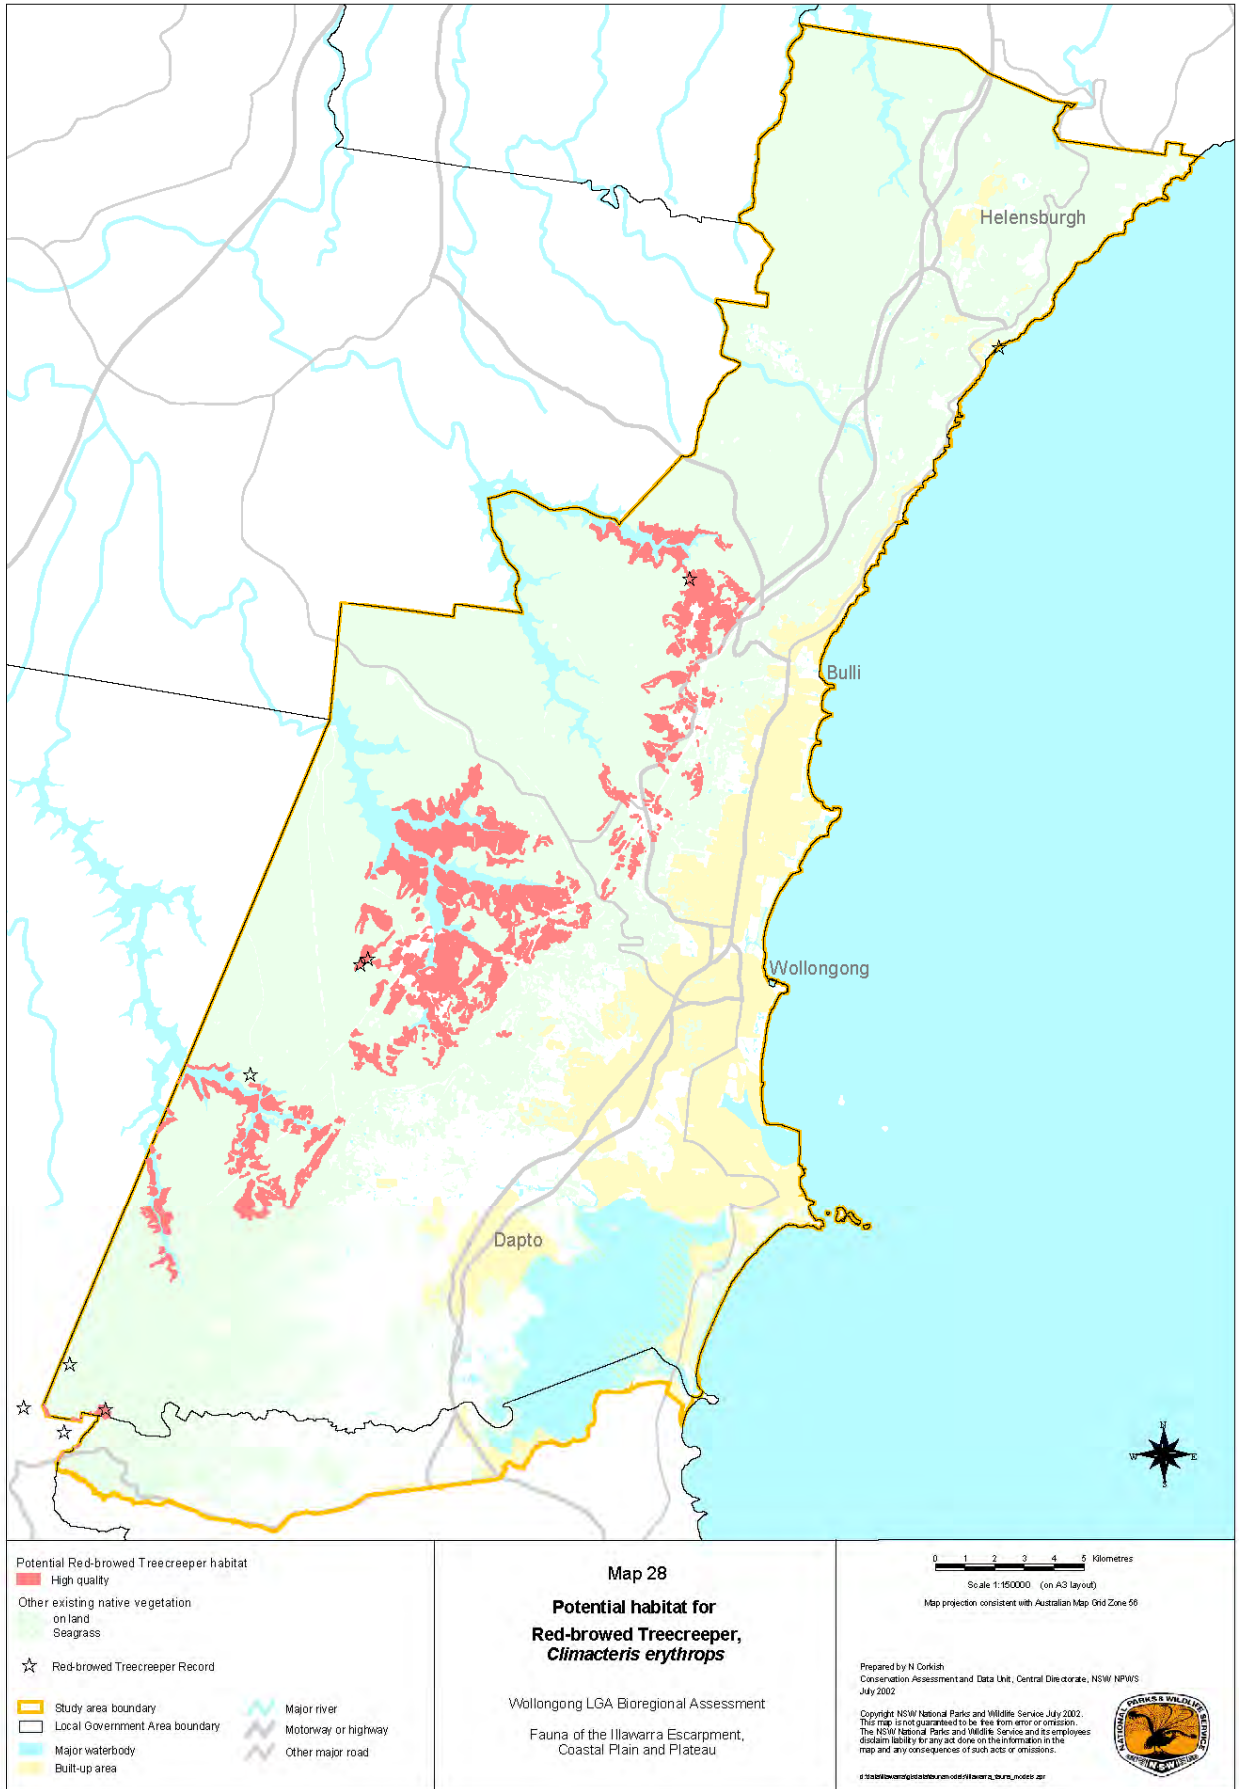 Helensburgh
Bulli
Wollongong
Dapto
N
W
E
S
Potential Red-browed Treecreeper habitat
High quality
Other existing native vegetation
on land
Seagrass
Red-browed Treecreeper Record
Study area boundary
Local Government Area boundary
Major waterbody
Built-up area
Major river
Motorway or highway
Other major road
Map 28
Potential habitat for
Red-browed Treecreeper,
Climacteris erythrops
Wollongong LGA Bioregional Assessment
Fauna of the Illawarra Escarpment,
Coastal Plain and Plateau
0 1 2 3 4 5 Kilometres
Scale 1:150000 (on A3 layout)
Map projection consistent with Australian Map Grid Zone 56
Prepared by N Corkish
Conservation Assessment and Data Unit, Central Directorate, NSW NPWS
July 2002
Copyright NSW National Parks and Wildlife Service July 2002.
This map is not guaranteed to be free from error or omission.
The NSW National Parks and Wildlife Service and its employees
disclaim liability for any act done on the information in the
map and any consequences of such acts or omissions.
NATIONAL PARKS & WILDLIFE SERVICE
NSW